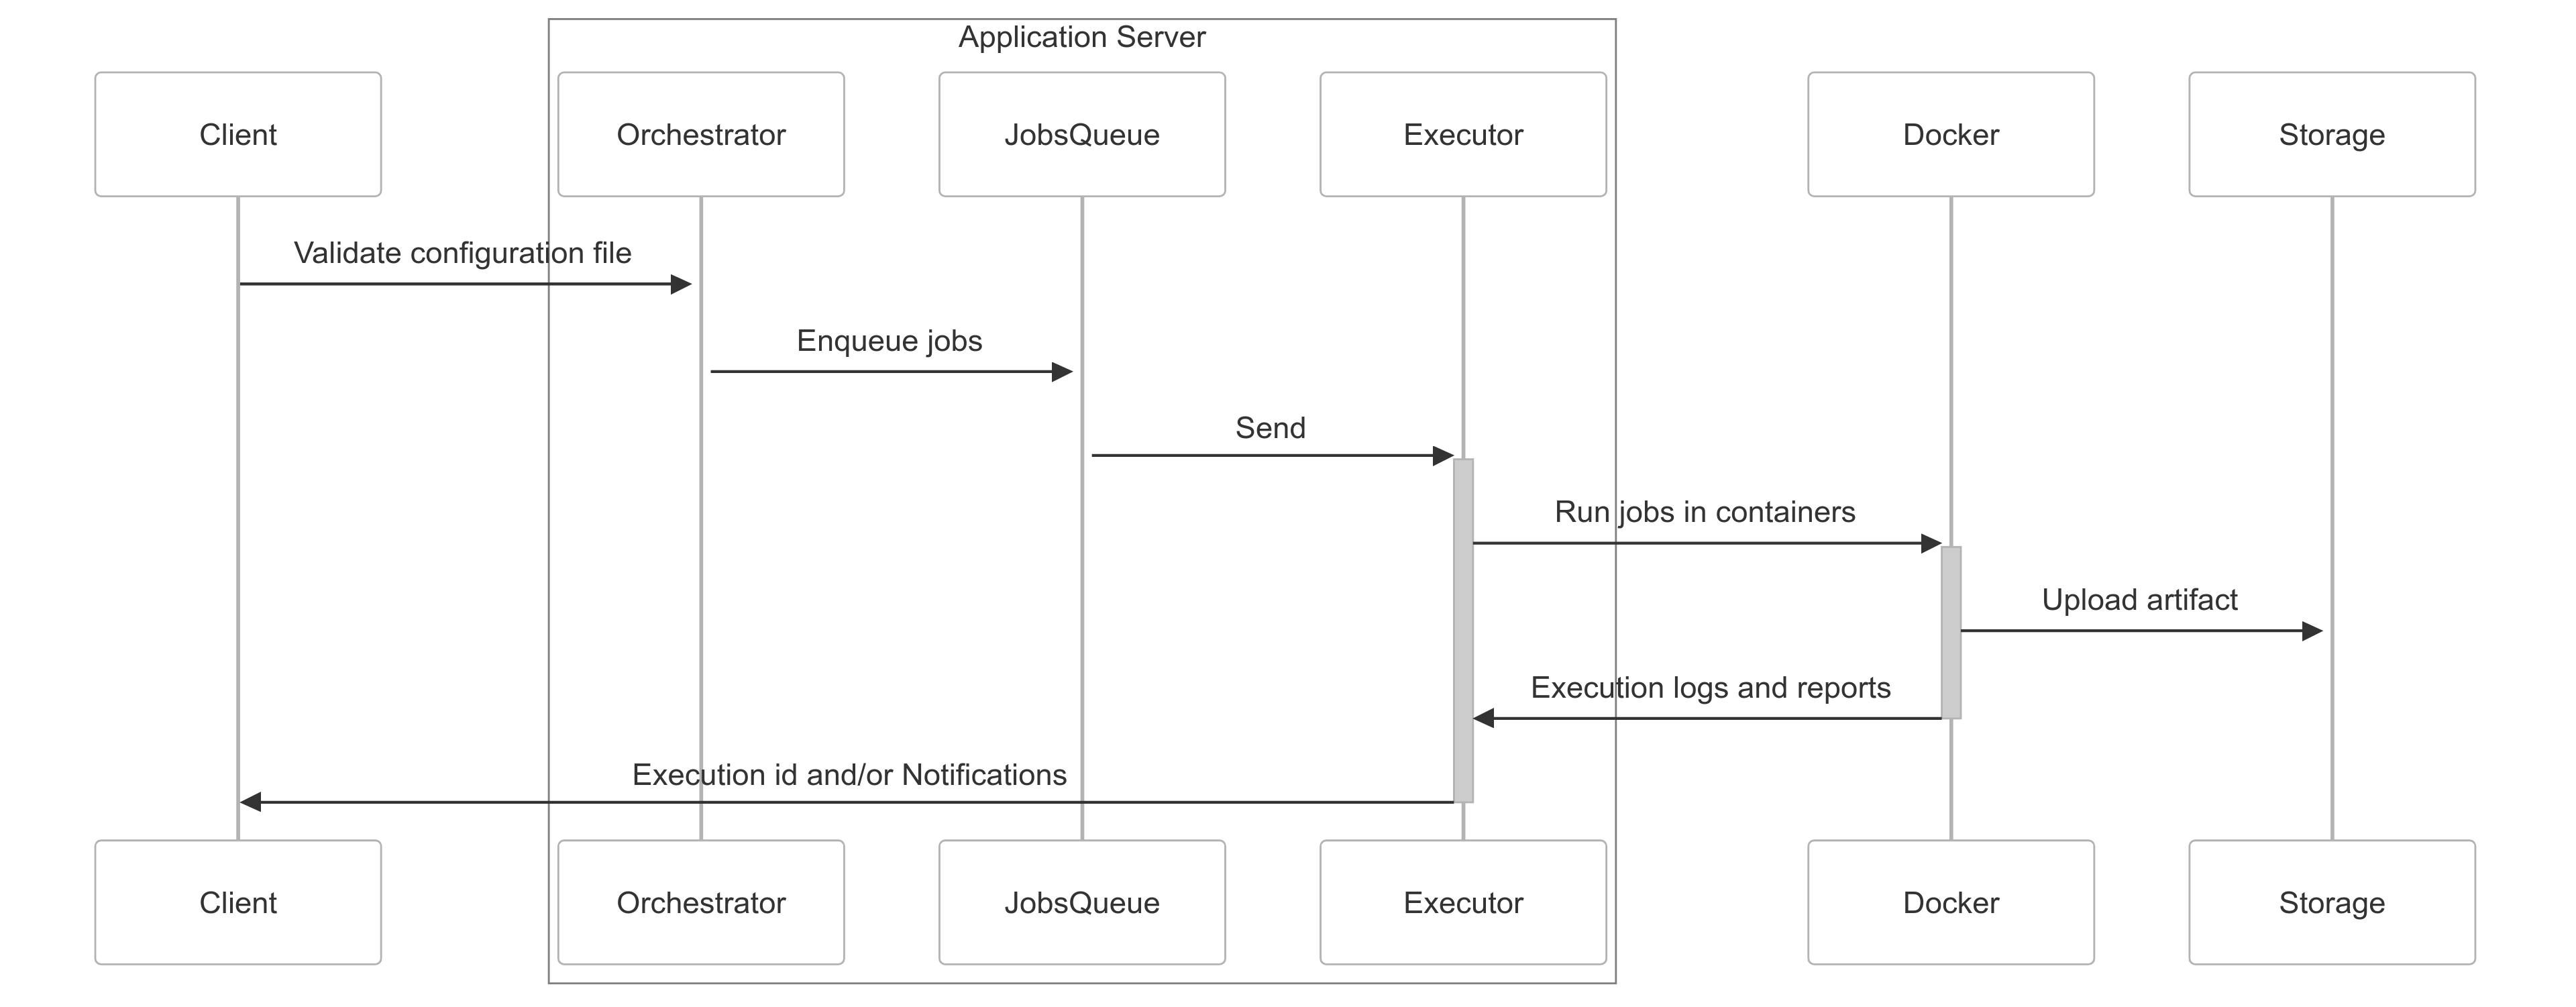 Application Server
Client
Orchestrator
JobsQueue
Executor
Docker
Storage
Validate configuration file
Enqueue jobs
Send
Run jobs in containers
Upload artifact
Execution logs and reports
Execution id and/or Notifications
Client
Orchestrator
JobsQueue
Executor
Docker
Storage